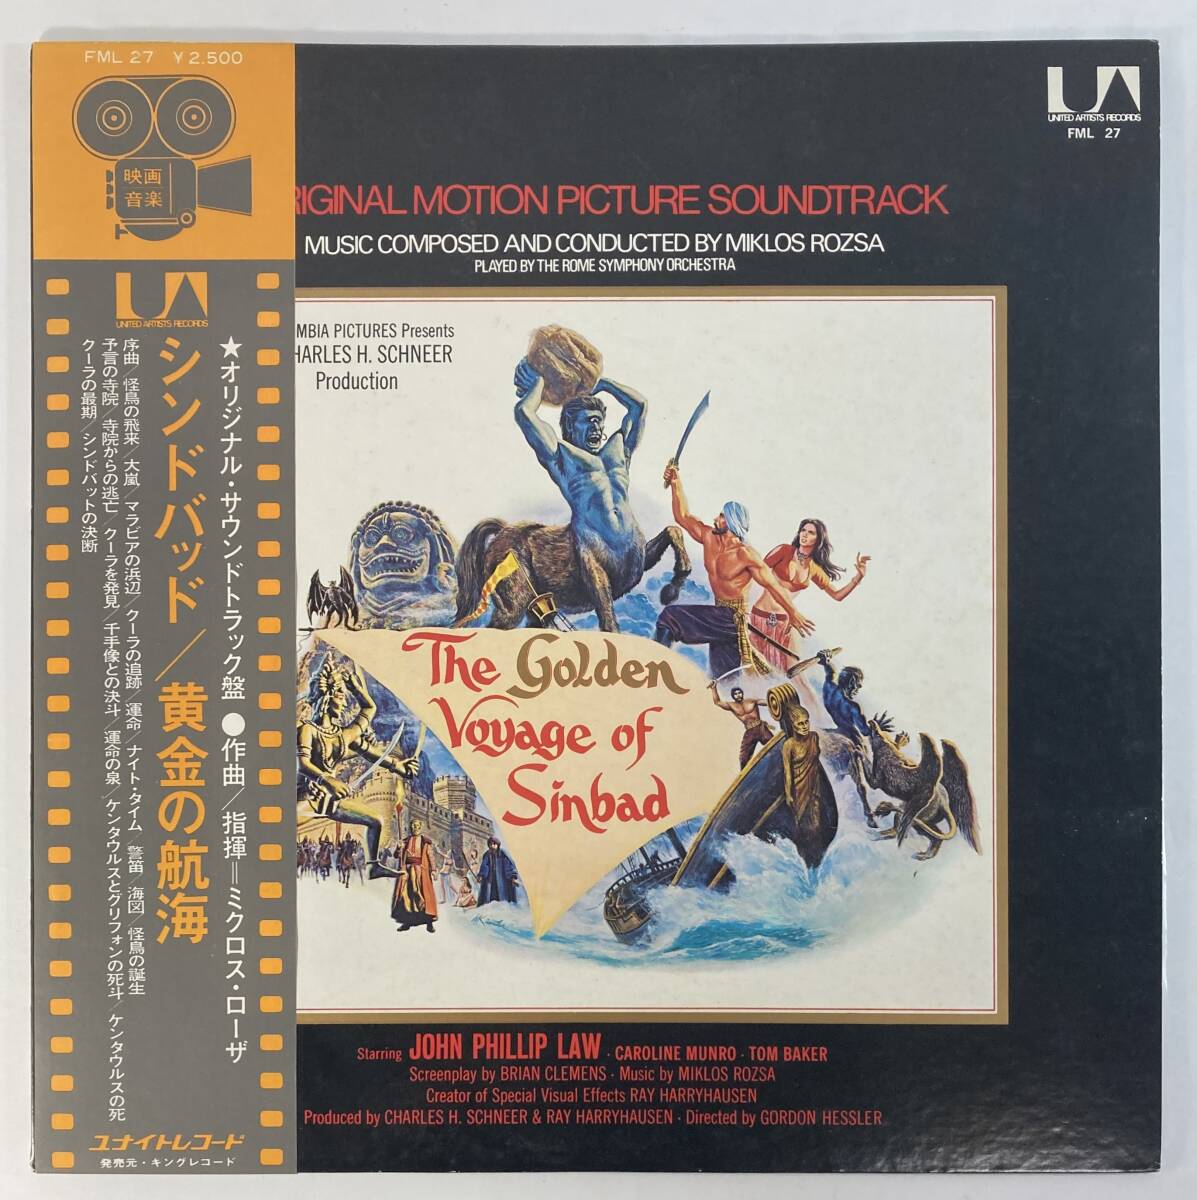 FML 27 ¥2.500
映画
音楽
UNITED ARTISTS RECORDS
★オリジナル・サウンドトラック盤 ●作曲/指揮=ミクロス・ローザ
シンドバッド/黄金の航海
序曲/怪鳥の飛来/大嵐/マラビアの浜辺/クーラの追跡/運命/ナイト・タイム 警笛/海図/怪鳥の誕生
予言の寺院/寺院からの逃亡/クーラを発見/千手像との決斗/運命の泉/ケンタウルスとグリフォンの死斗/ケンタウルスの死
クーラの最期/シンドバットの決断
ユナイトレコード
発売元・キングレコード
UA
UNITED ARTISTS RECORDS
FML 27
RIGINAL MOTION PICTURE SOUNDTRACK
MUSIC COMPOSED AND CONDUCTED BY MIKLOS ROZSA
PLAYED BY THE ROME SYMPHONY ORCHESTRA
MBIA PICTURES Presents
HARLES H. SCHNEER
Production
The Golden
Voyage of
Sinbad
Starring JOHN PHILLIP LAW · CAROLINE MUNRO · TOM BAKER
Screenplay by BRIAN CLEMENS · Music by MIKLOS ROZSA
Creator of Special Visual Effects RAY HARRYHAUSEN
Produced by CHARLES H. SCHNEER & RAY HARRYHAUSEN · Directed by GORDON HESSLER